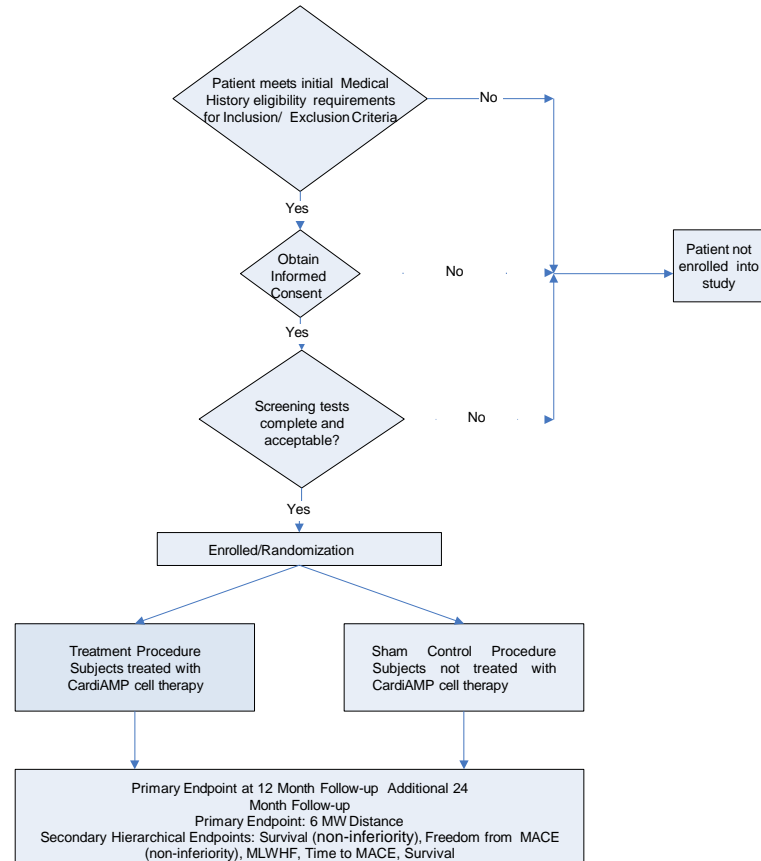 Patient meets initial Medical
History eligibility requirements
for Inclusion/ Exclusion Criteria
No
Yes
Obtain
Informed
Consent
No
Patient not
enrolled into
study
Yes
Screening tests
complete and
acceptable?
No
Yes
Enrolled/Randomization
Treatment Procedure
Subjects treated with
CardiAMP cell therapy
Sham Control Procedure
Subjects not treated with
CardiAMP cell therapy
Primary Endpoint at 12 Month Follow-up Additional 24
Month Follow-up
Primary Endpoint: 6 MW Distance
Secondary Hierarchical Endpoints: Survival (non-inferiority), Freedom from MACE
(non-inferiority), MLWHF, Time to MACE, Survival